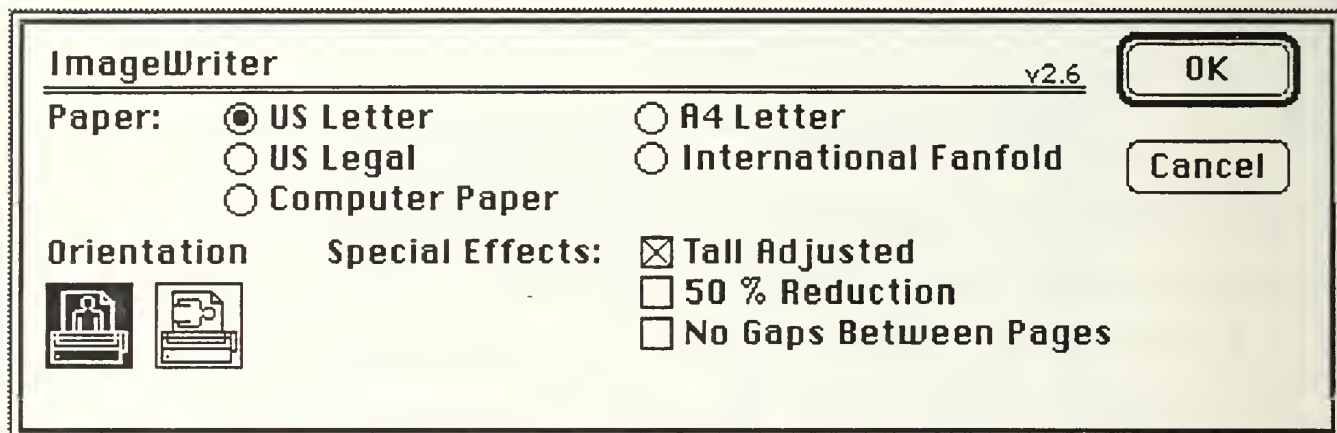 ImageWriter v2.6 OK
Paper: US Letter A4 Letter
US Legal International Fanfold Cancel
Computer Paper
Orientation Special Effects: Tall Adjusted
50 % Reduction
No Gaps Between Pages